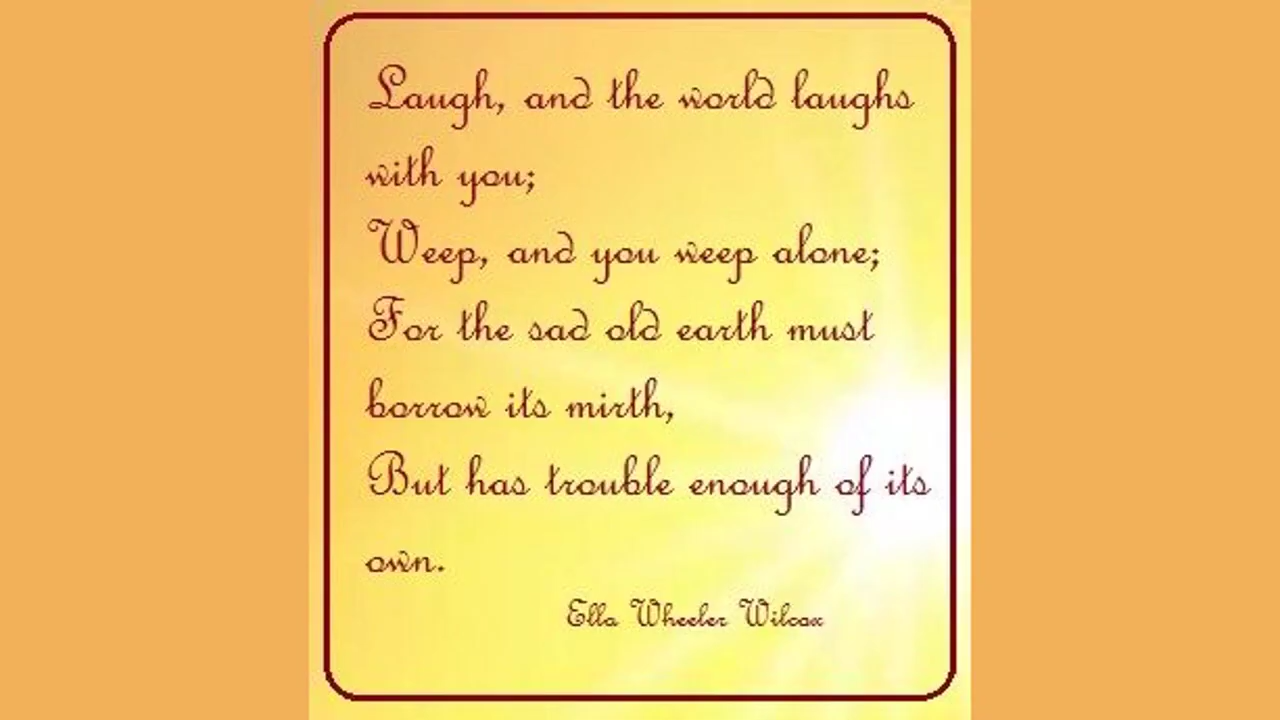 Laugh, and the world laughs
with you;
Weep, and you weep alone;
For the sad old earth must
borrow its mirth,
But has trouble enough of its
own.
Ella Wheeler Wilcox